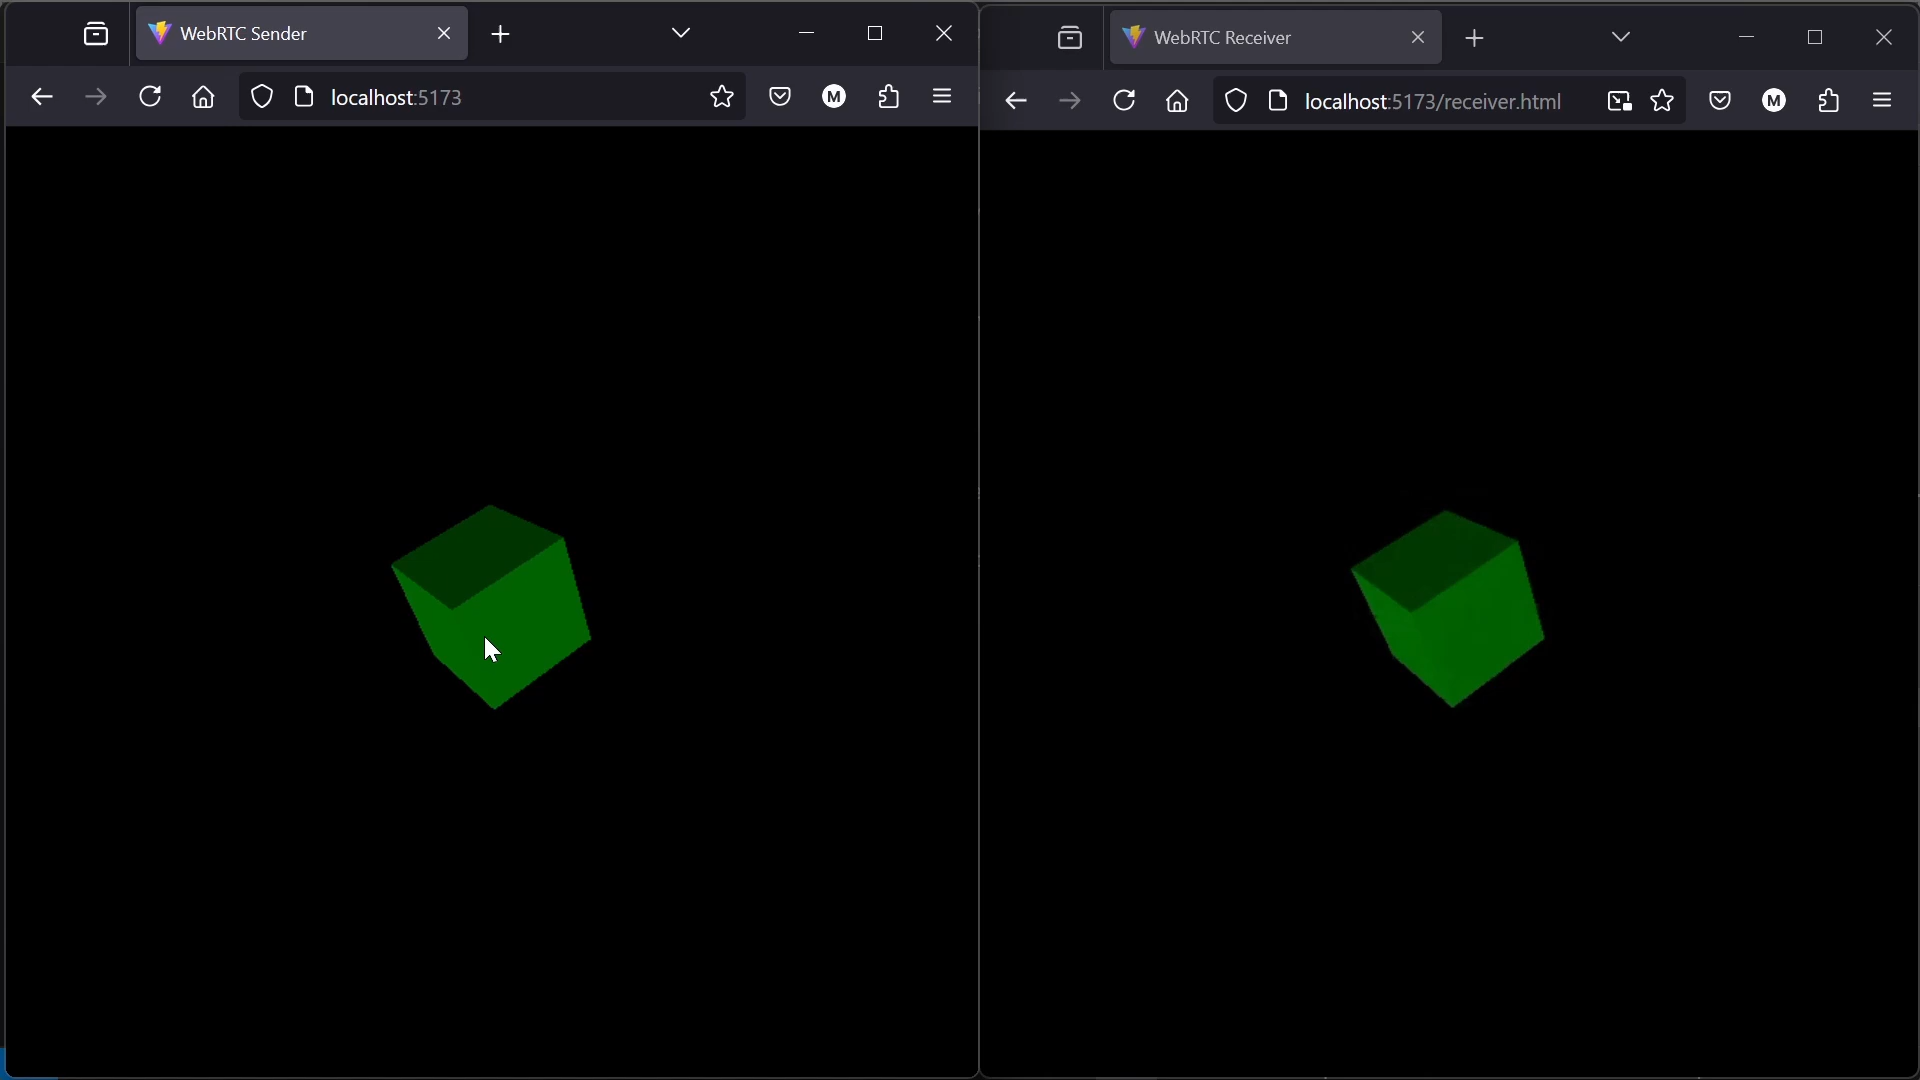 WebRTC Sender
localhost:5173
M
WebRTC Receiver
localhost:5173/receiver.html
M